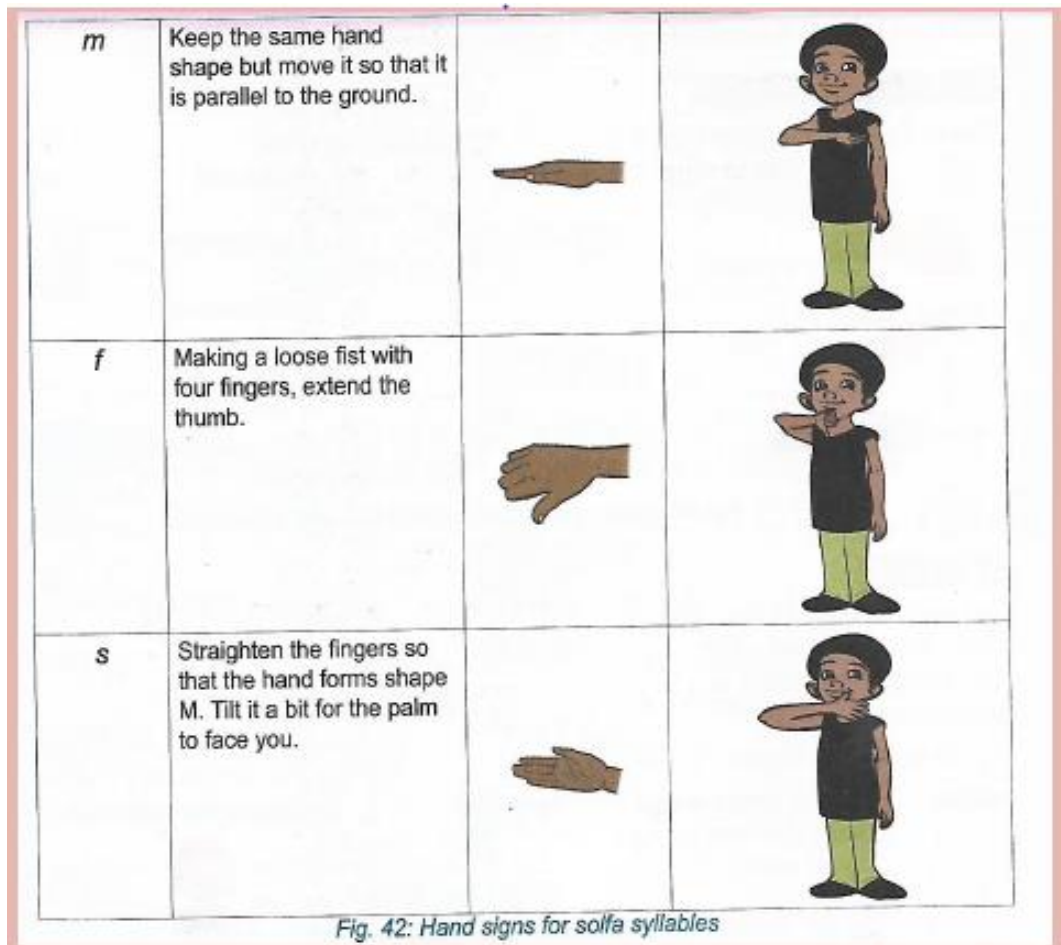 m
Keep the same hand
shape but move it so that it
is parallel to the ground.
f
Making a loose fist with
four fingers, extend the
thumb.
s
Straighten the fingers so
that the hand forms shape
M. Tilt it a bit for the palm
to face you.
Fig. 42: Hand signs for solfa syllables